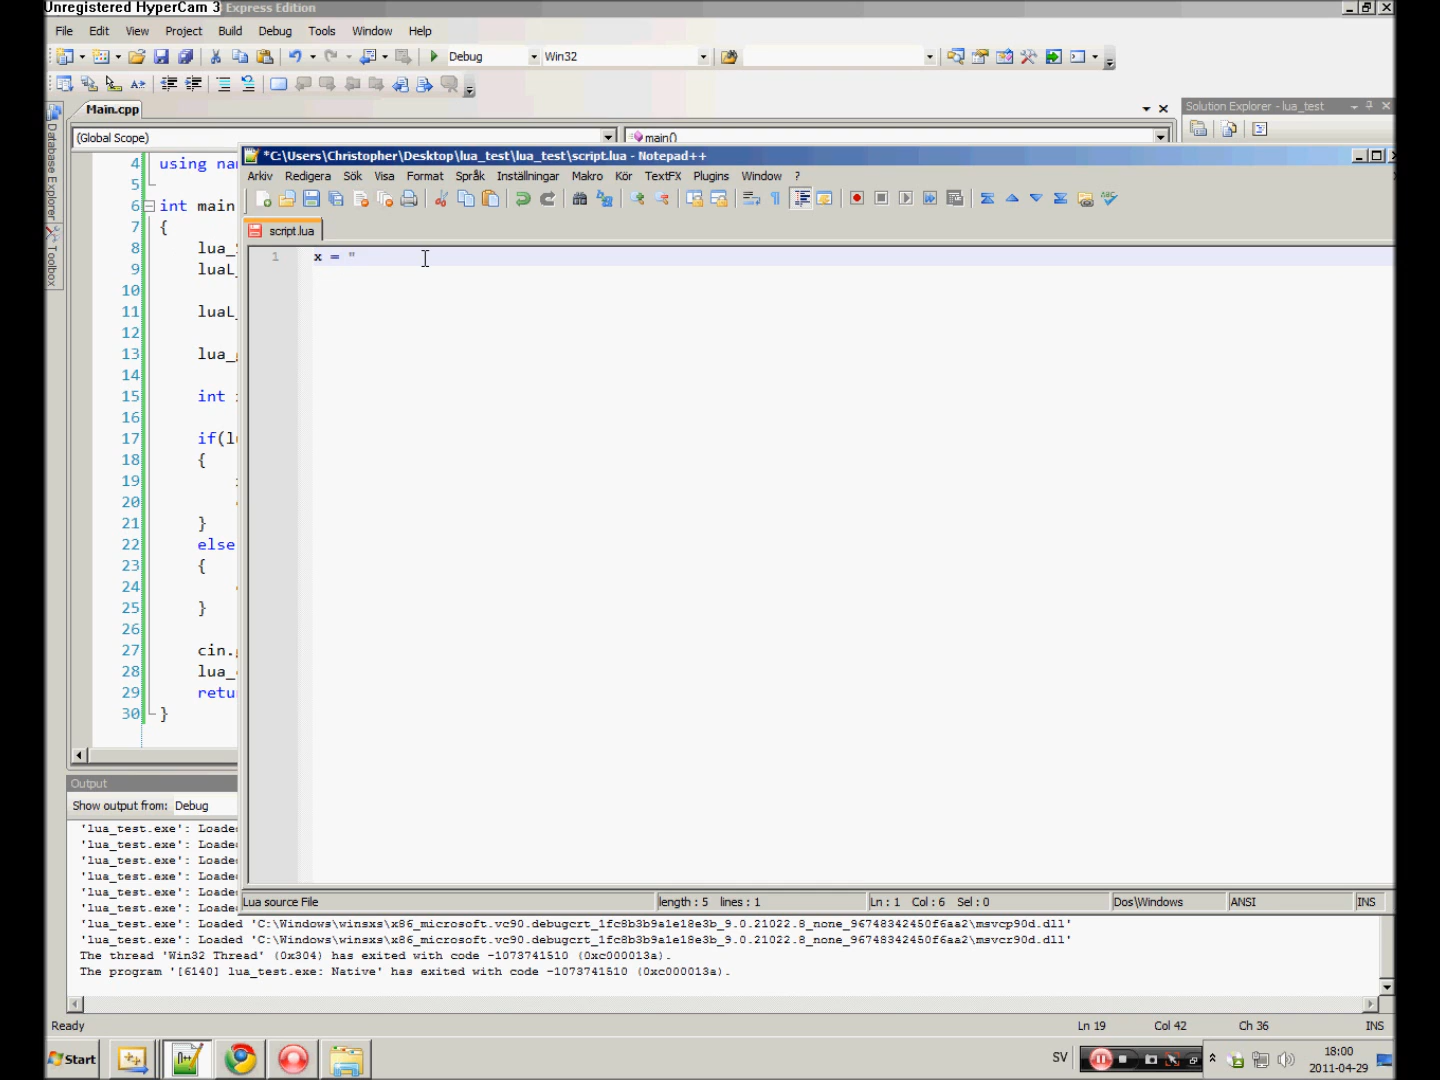 Unregistered HyperCam 3 Express Edition
File Edit View Project Build Debug Tools Window Help
Debug Win32
Main.cpp
Solution Explorer - lua_test
(Global Scope) main()
Database Explorer
Toolbox
*C:\Users\Christopher\Desktop\lua_test\lua_test\script.lua - Notepad++
Arkiv Redigera Sök Visa Format Språk Inställningar Makro Kör TextFX Plugins Window ?
script.lua
1 x = "
4 using
5
6 int main
7 {
8 lua_
9 luaL_
10
11 luaL_
12
13 lua_
14
15 int
16
17 if(l
18 {
19
20
21 }
22 else
23 {
24
25 }
26
27 cin.
28 lua_
29 retu
30 }
Lua source File length : 5 lines : 1 Ln : 1 Col : 6 Sel : 0 Dos\Windows ANSI INS
Output
Show output from: Debug
'lua_test.exe': Loade
'lua_test.exe': Loade
'lua_test.exe': Loade
'lua_test.exe': Loade
'lua_test.exe': Loade
'lua_test.exe': Loade
'lua_test.exe': Loaded 'C:\Windows\winsxs\x86_microsoft.vc90.debugcrt_1fc8b3b9a1e18e3b_9.0.21022.8_none_96748342450f6aa2\msvcp90d.dll'
'lua_test.exe': Loaded 'C:\Windows\winsxs\x86_microsoft.vc90.debugcrt_1fc8b3b9a1e18e3b_9.0.21022.8_none_96748342450f6aa2\msvcr90d.dll'
The thread 'Win32 Thread' (0x304) has exited with code -1073741510 (0xc000013a).
The program '[6140] lua_test.exe: Native' has exited with code -1073741510 (0xc000013a).
Ready Ln 19 Col 42 Ch 36 INS
Start SV 18:00
2011-04-29